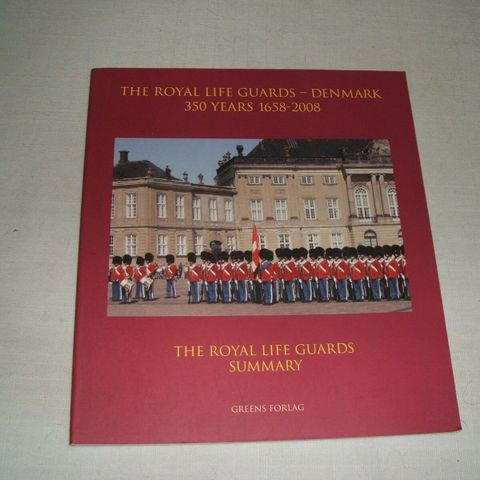 THE ROYAL LIFE GUARDS – DENMARK
350 YEARS 1658-2008
THE ROYAL LIFE GUARDS
SUMMARY
GREENS FORLAG